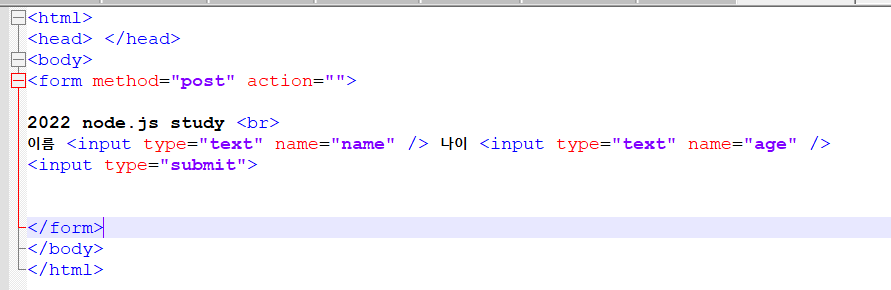 <html>
<head> </head>
<body>
<form method="post" action="">
2022 node.js study <br>
이름 <input type="text" name="name" /> 나이 <input type="text" name="age" />
<input type="submit">
</form>
</body>
</html>